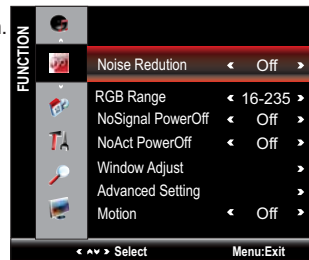 n.
FUNCTION
Noise Redution Off
RGB Range 16-235
NoSignal PowerOff Off
NoAct PowerOff Off
Window Adjust
Advanced Setting
Motion Off
Select Menu:Exit